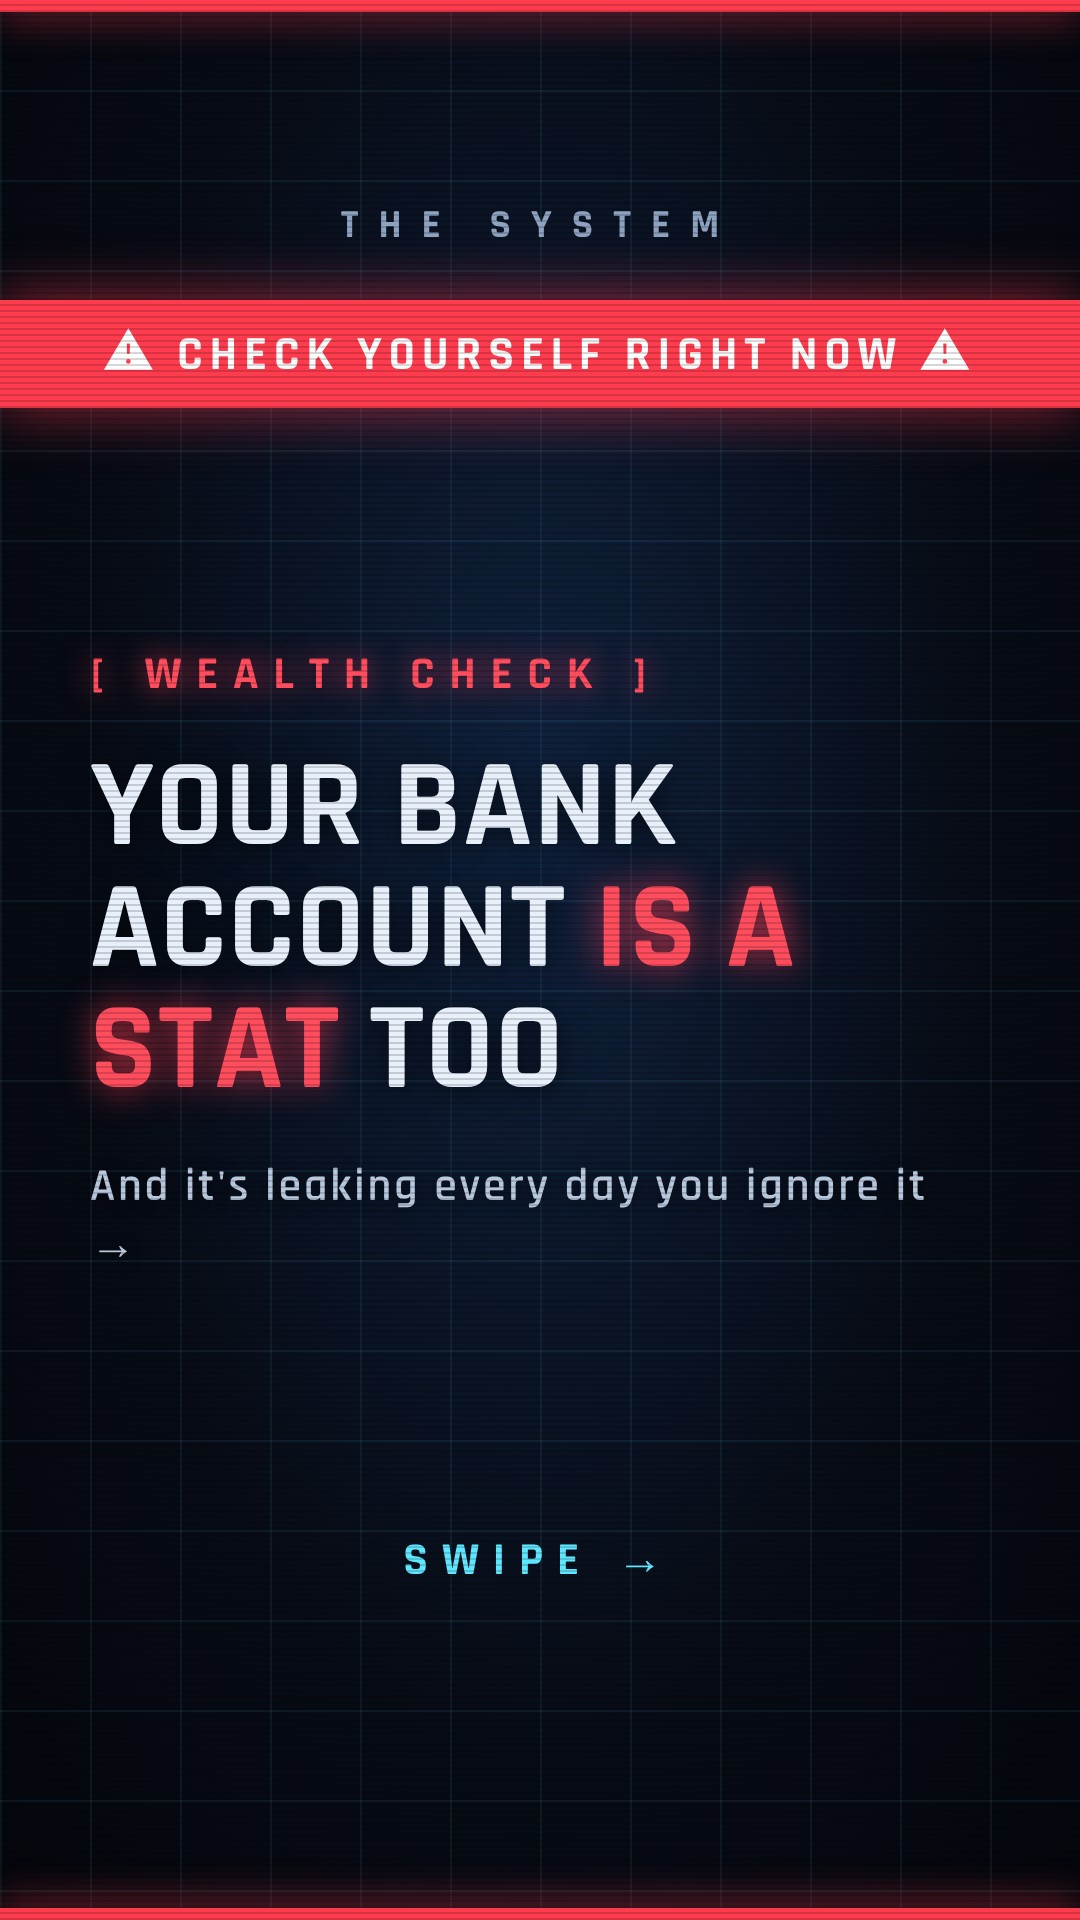 THE SYSTEM
⚠ CHECK YOURSELF RIGHT NOW ⚠
[ WEALTH CHECK ]
YOUR BANK
ACCOUNT IS A
STAT TOO
And it's leaking every day you ignore it
→
SWIPE →